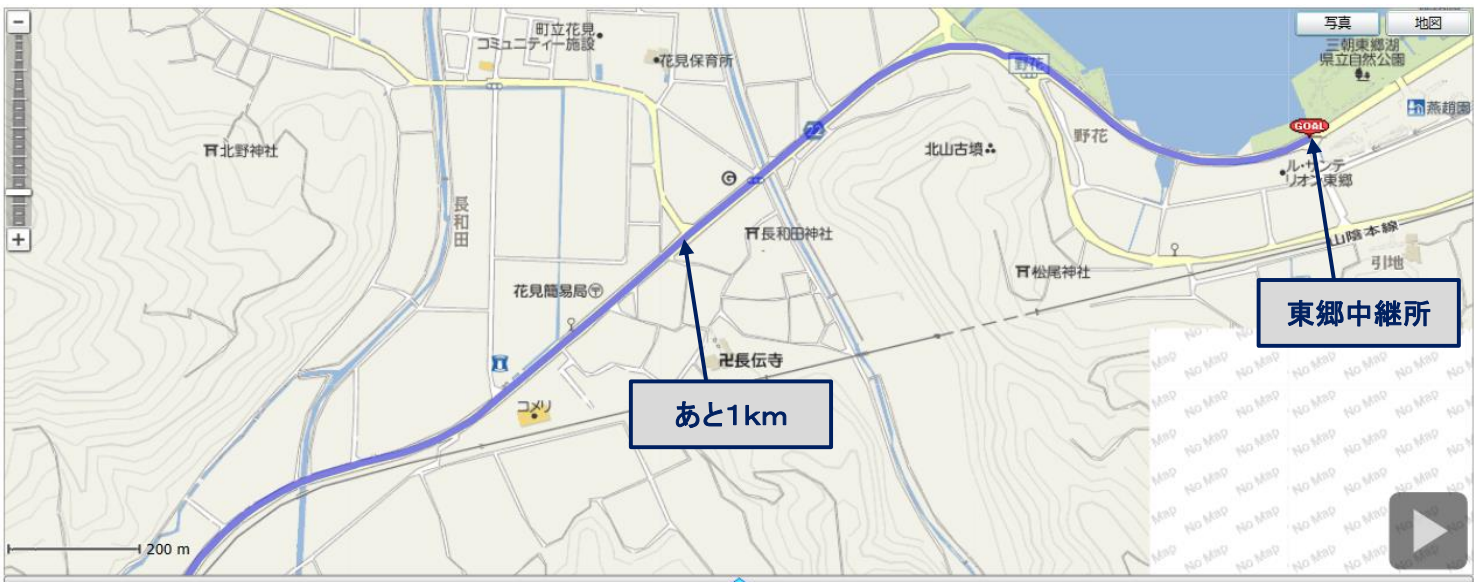 町立花見
コミュニティー施設
花見保育所
北野神社
長和田
G
22
長和田神社
花見簡易局
卍長伝寺
コメリ
あと1km
野花
野花
北山古墳
松尾神社
写真
地図
三朝東郷湖
県立自然公園
燕趙園
GOAL
ル・サンテ
リオン東郷
山陰本線
引地
東郷中継所
No Map
200 m